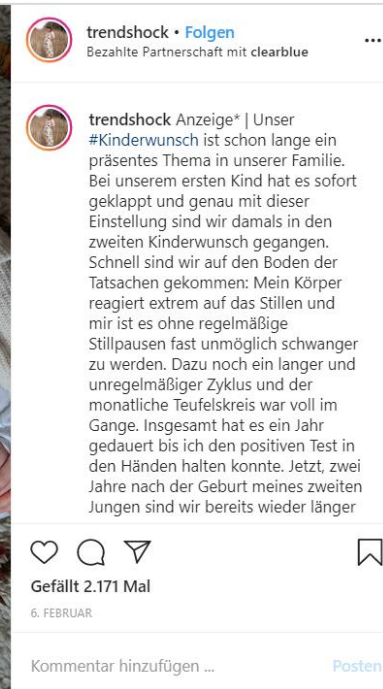 trendshock • Folgen
Bezahlte Partnerschaft mit clearblue
trendshock Anzeige* | Unser
#Kinderwunsch ist schon lange ein
präsentes Thema in unserer Familie.
Bei unserem ersten Kind hat es sofort
geklappt und genau mit dieser
Einstellung sind wir damals in den
zweiten Kinderwunsch gegangen.
Schnell sind wir auf den Boden der
Tatsachen gekommen: Mein Körper
reagiert extrem auf das Stillen und
mir ist es ohne regelmäßige
Stillpausen fast unmöglich schwanger
zu werden. Dazu noch ein langer und
unregelmäßiger Zyklus und der
monatliche Teufelskreis war voll im
Gange. Insgesamt hat es ein Jahr
gedauert bis ich den positiven Test in
den Händen halten konnte. Jetzt, zwei
Jahre nach der Geburt meines zweiten
Jungen sind wir bereits wieder länger
Gefällt 2.171 Mal
6. FEBRUAR
Kommentar hinzufügen ... Posten